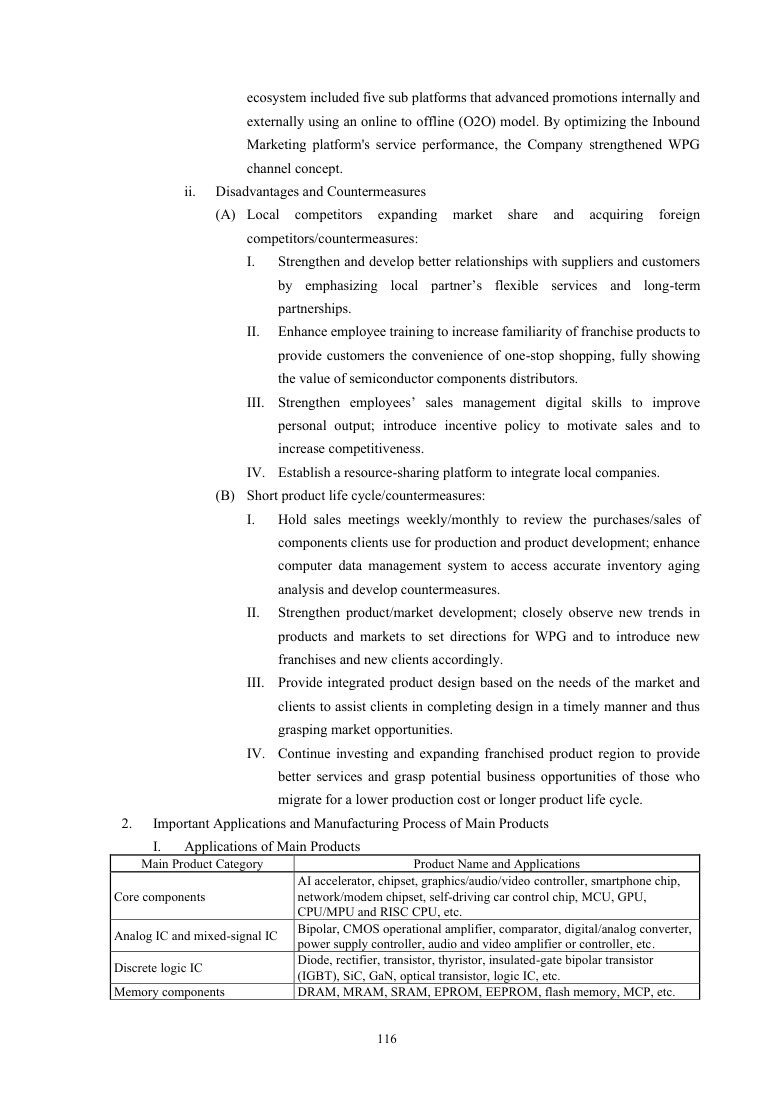 ecosystem included five sub platforms that advanced promotions internally and
externally using an online to offline (O2O) model. By optimizing the Inbound
Marketing platform's service performance, the Company strengthened WPG
channel concept.
ii. Disadvantages and Countermeasures
(A) Local competitors expanding market share and acquiring foreign
competitors/countermeasures:
I. Strengthen and develop better relationships with suppliers and customers
by emphasizing local partner’s flexible services and long-term
partnerships.
II. Enhance employee training to increase familiarity of franchise products to
provide customers the convenience of one-stop shopping, fully showing
the value of semiconductor components distributors.
III. Strengthen employees’ sales management digital skills to improve
personal output; introduce incentive policy to motivate sales and to
increase competitiveness.
IV. Establish a resource-sharing platform to integrate local companies.
(B) Short product life cycle/countermeasures:
I. Hold sales meetings weekly/monthly to review the purchases/sales of
components clients use for production and product development; enhance
computer data management system to access accurate inventory aging
analysis and develop countermeasures.
II. Strengthen product/market development; closely observe new trends in
products and markets to set directions for WPG and to introduce new
franchises and new clients accordingly.
III. Provide integrated product design based on the needs of the market and
clients to assist clients in completing design in a timely manner and thus
grasping market opportunities.
IV. Continue investing and expanding franchised product region to provide
better services and grasp potential business opportunities of those who
migrate for a lower production cost or longer product life cycle.
2. Important Applications and Manufacturing Process of Main Products
I. Applications of Main Products
Main Product Category Product Name and Applications
Core components
AI accelerator, chipset, graphics/audio/video controller, smartphone chip,
network/modem chipset, self-driving car control chip, MCU, GPU,
CPU/MPU and RISC CPU, etc.
Analog IC and mixed-signal IC
Bipolar, CMOS operational amplifier, comparator, digital/analog converter,
power supply controller, audio and video amplifier or controller, etc.
Discrete logic IC
Diode, rectifier, transistor, thyristor, insulated-gate bipolar transistor
(IGBT), SiC, GaN, optical transistor, logic IC, etc.
Memory components DRAM, MRAM, SRAM, EPROM, EEPROM, flash memory, MCP, etc.
116